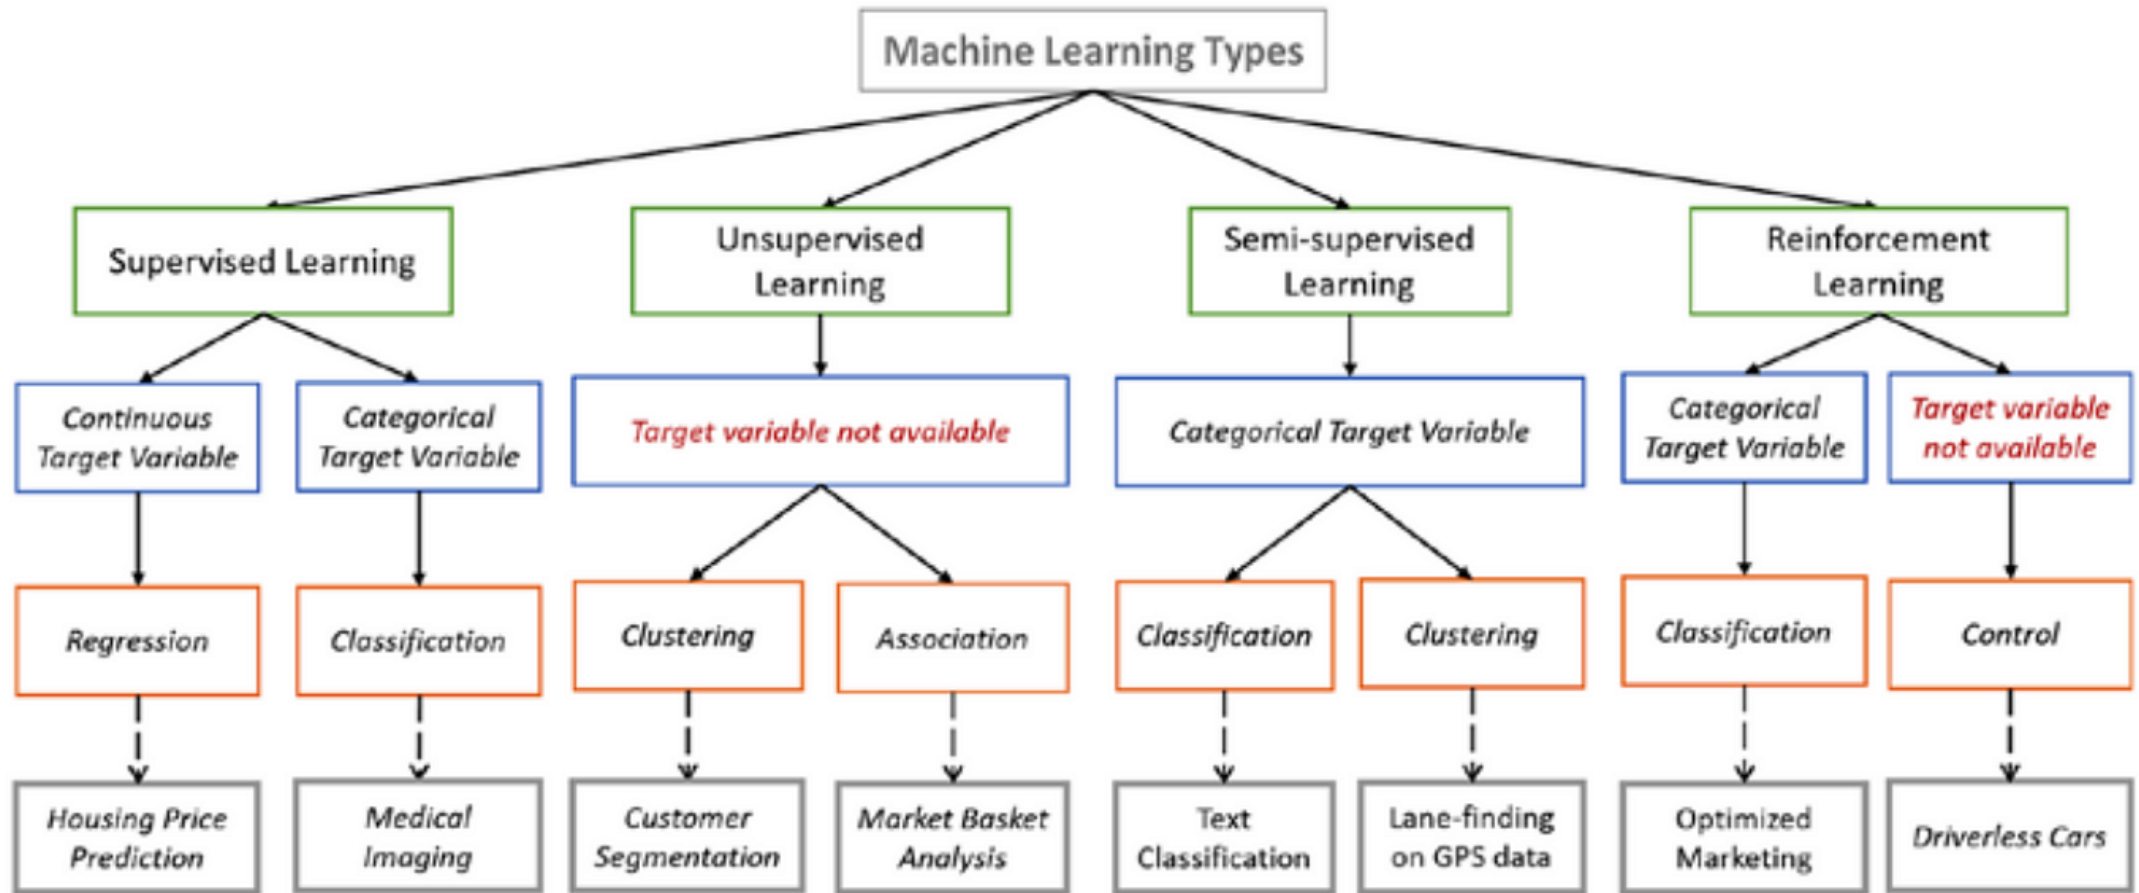 Machine Learning Types
Supervised Learning
Unsupervised
Learning
Semi-supervised
Learning
Reinforcement
Learning
Continuous
Target Variable
Categorical
Target Variable
Target variable not available
Categorical Target Variable
Categorical
Target Variable
Target variable
not available
Regression
Classification
Clustering
Association
Classification
Clustering
Classification
Control
Housing Price
Prediction
Medical
Imaging
Customer
Segmentation
Market Basket
Analysis
Text
Classification
Lane-finding
on GPS data
Optimized
Marketing
Driverless Cars